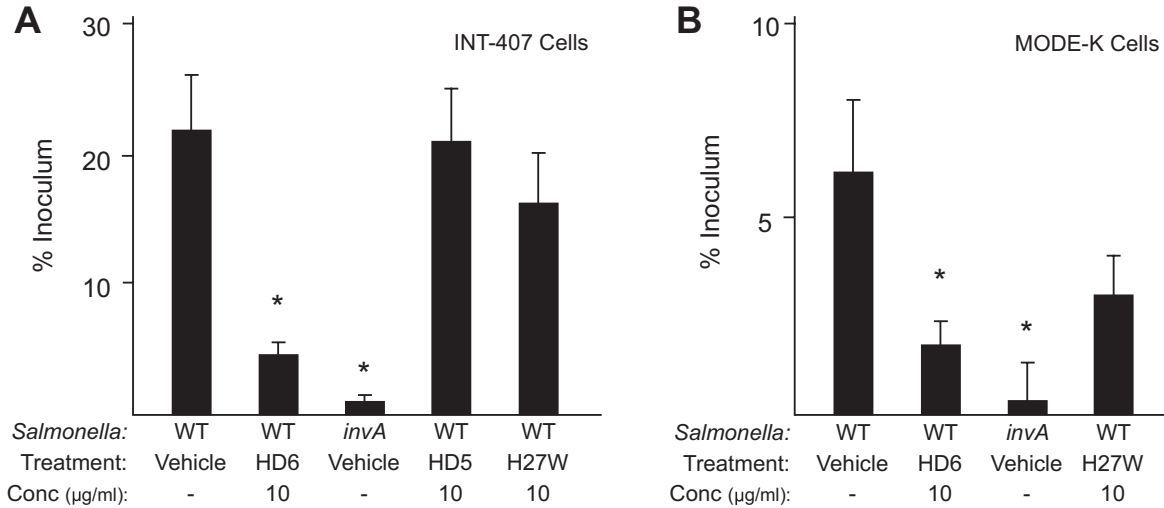 A
INT-407 Cells
30
20
10
% Inoculum
*
*
Salmonella: WT WT invA WT WT
Treatment: Vehicle HD6 Vehicle HD5 H27W
Conc (µg/ml): - 10 - 10 10
B
MODE-K Cells
10
5
% Inoculum
*
*
Salmonella: WT WT invA WT
Treatment: Vehicle HD6 Vehicle H27W
Conc (µg/ml): - 10 - 10